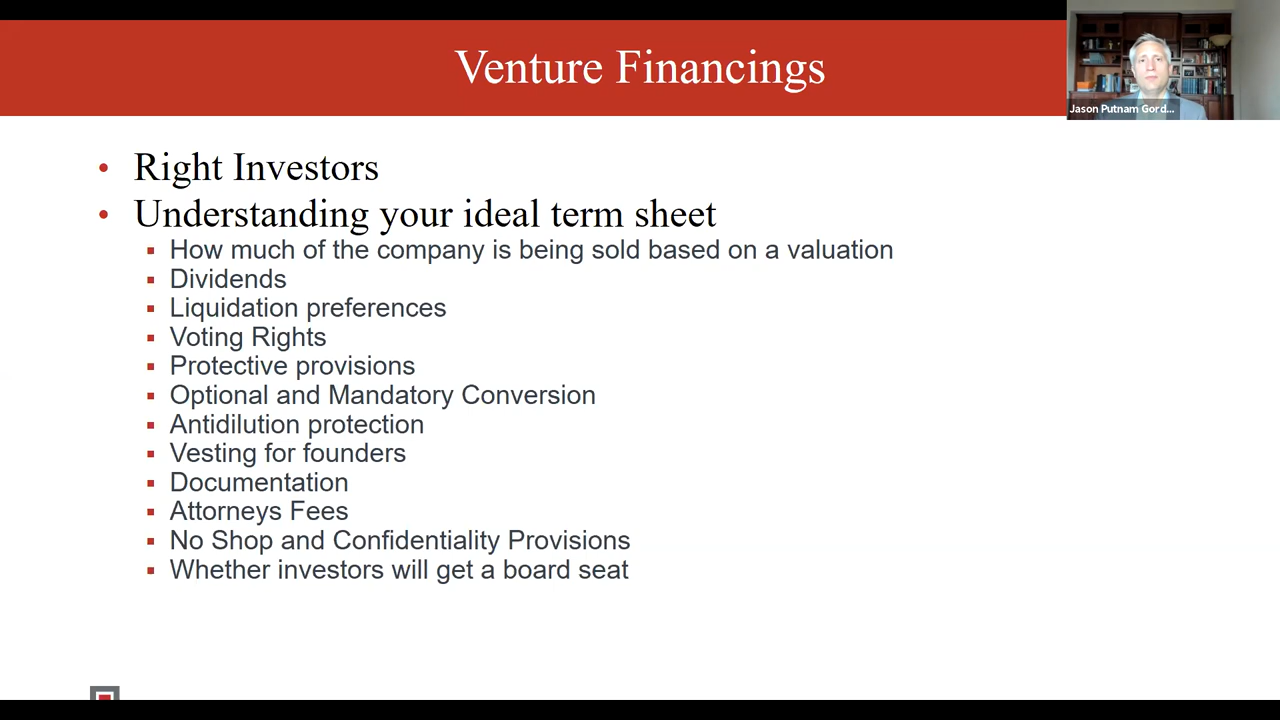 Venture Financings
Jason Putnam Gord...
Right Investors
Understanding your ideal term sheet
How much of the company is being sold based on a valuation
Dividends
Liquidation preferences
Voting Rights
Protective provisions
Optional and Mandatory Conversion
Antidilution protection
Vesting for founders
Documentation
Attorneys Fees
No Shop and Confidentiality Provisions
Whether investors will get a board seat